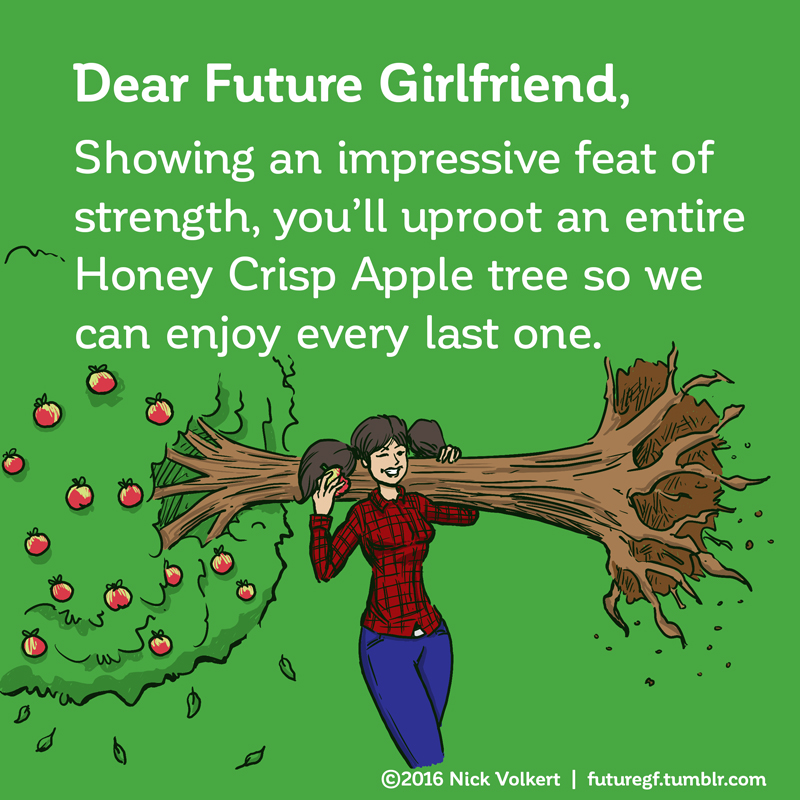 Dear Future Girlfriend,
Showing an impressive feat of
strength, you’ll uproot an entire
Honey Crisp Apple tree so we
can enjoy every last one.
©2016 Nick Volkert | futuregf.tumblr.com